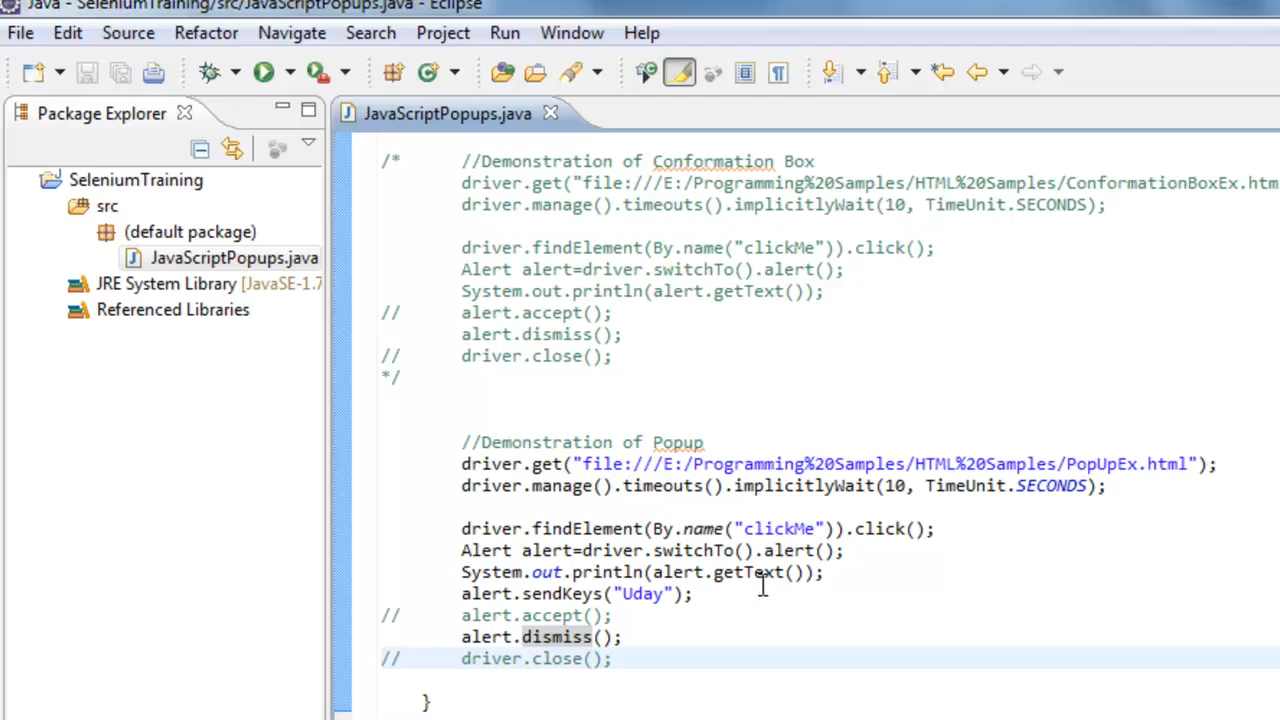 Java - SeleniumTraining/src/JavaScriptPopups.java - Eclipse
File Edit Source Refactor Navigate Search Project Run Window Help
Package Explorer
JavaScriptPopups.java
SeleniumTraining
src
(default package)
JavaScriptPopups.java
JRE System Library [JavaSE-1.7
Referenced Libraries
/* //Demonstration of Conformation Box
driver.get("file:///E:/Programming%20Samples/HTML%20Samples/ConformationBoxEx.htm
driver.manage().timeouts().implicitlyWait(10, TimeUnit.SECONDS);
driver.findElement(By.name("clickMe")).click();
Alert alert=driver.switchTo().alert();
System.out.println(alert.getText());
// alert.accept();
alert.dismiss();
// driver.close();
*/
//Demonstration of Popup
driver.get("file:///E:/Programming%20Samples/HTML%20Samples/PopUpEx.html");
driver.manage().timeouts().implicitlyWait(10, TimeUnit.SECONDS);
driver.findElement(By.name("clickMe")).click();
Alert alert=driver.switchTo().alert();
System.out.println(alert.getText());
alert.sendKeys("Uday");
// alert.accept();
alert.dismiss();
// driver.close();
}